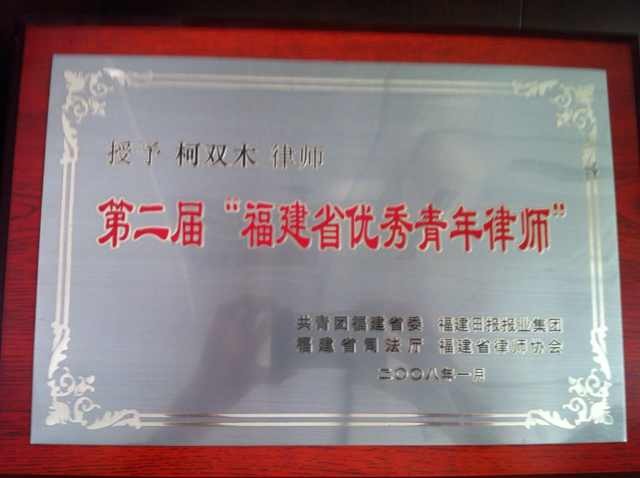 授予 柯双木 律师
第二届“福建省优秀青年律师”
共青团福建省委 福建日报报业集团
福建省司法厅 福建省律师协会
二〇〇八年一月